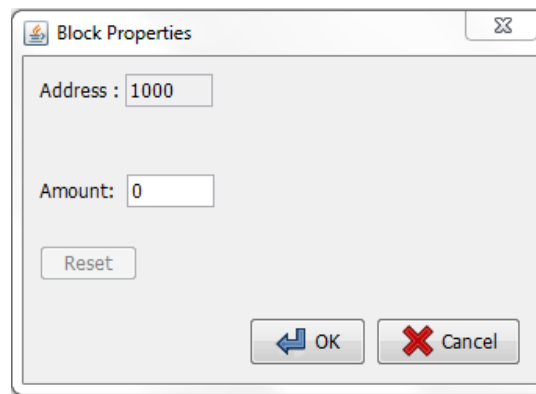 Block Properties
Address : 1000
Amount: 0
Reset
OK Cancel